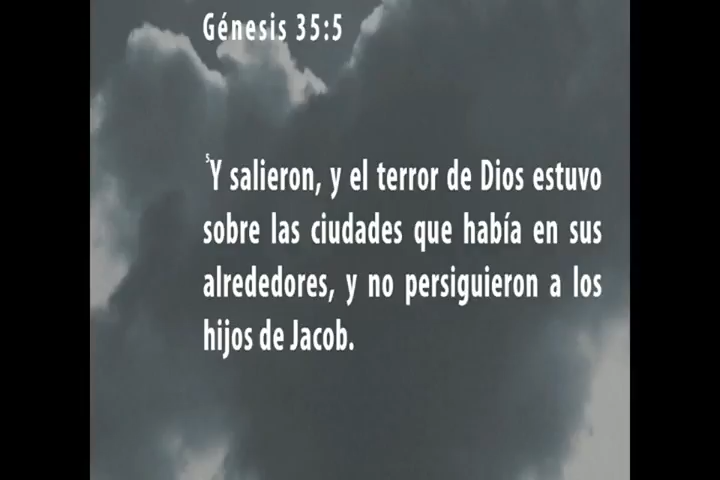 Génesis 35:5
5Y salieron, y el terror de Dios estuvo
sobre las ciudades que había en sus
alrededores, y no persiguieron a los
hijos de Jacob.